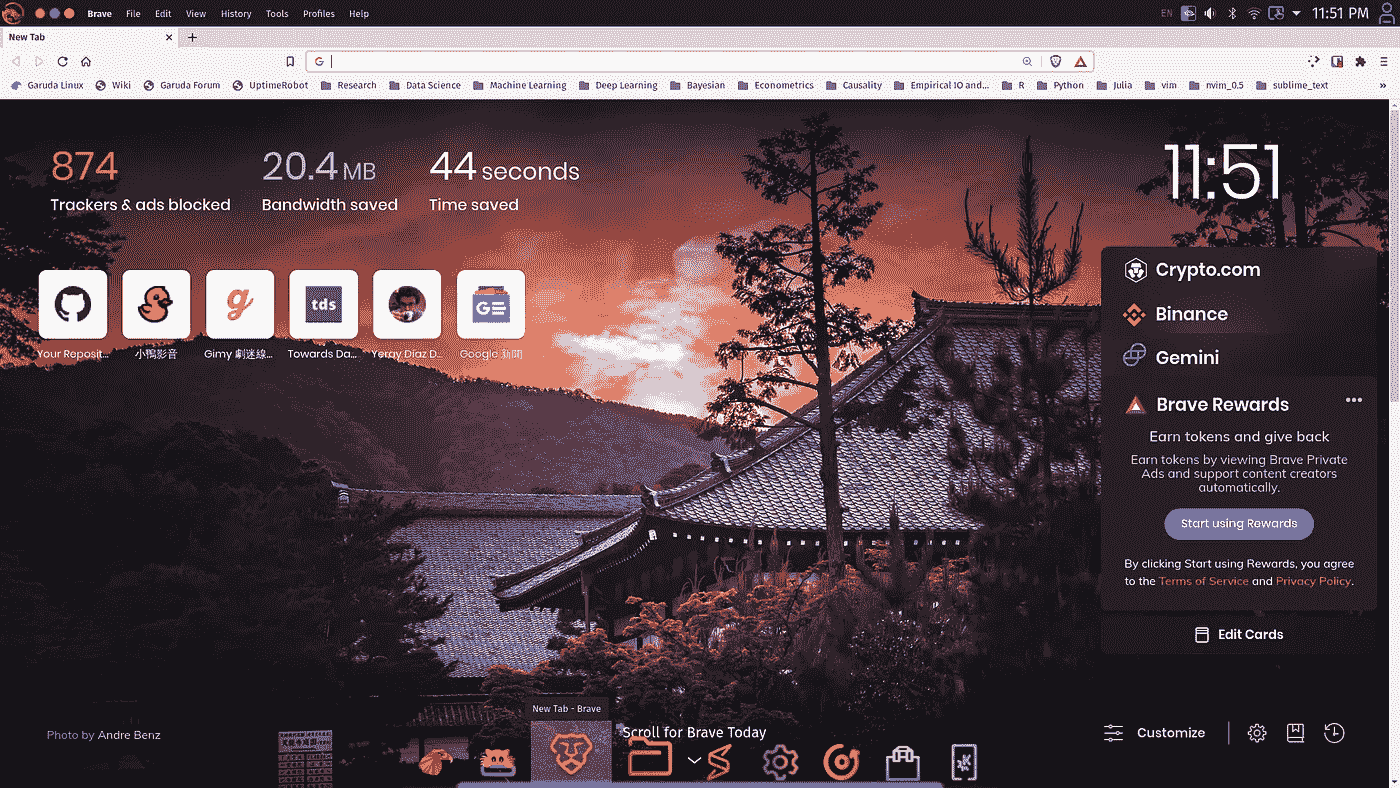 Brave File Edit View History Tools Profiles Help
EN
11:51 PM
New Tab
G
Garuda Linux Wiki Garuda Forum UptimeRobot Research Data Science Machine Learning Deep Learning Bayesian Econometrics Causality Empirical IO and... R Python Julia vim nvim_0.5 sublime_text »
874 20.4 MB 44 seconds
Trackers & ads blocked Bandwidth saved Time saved
11:51
g tds GE
Your Reposit... 小鴨影音 Gimy 劇迷線... Towards Da... Yeray Diaz D... Google 新聞
Crypto.com
Binance
Gemini
Brave Rewards
Earn tokens and give back
Earn tokens by viewing Brave Private
Ads and support content creators
automatically.
Start using Rewards
By clicking Start using Rewards, you agree
to the Terms of Service and Privacy Policy.
Edit Cards
New Tab - Brave
Scroll for Brave Today
Photo by Andre Benz
Customize